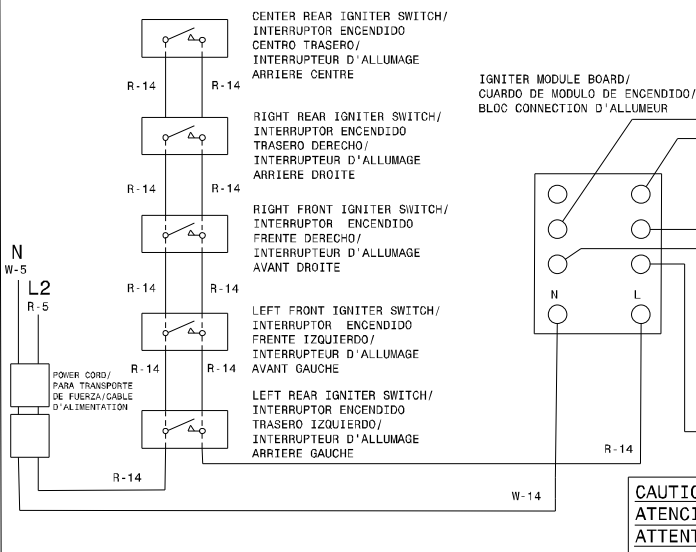 CENTER REAR IGNITER SWITCH/
INTERRUPTOR ENCENDIDO
CENTRO TRASERO/
INTERRUPTEUR D'ALLUMAGE
ARRIERE CENTRE
R-14
R-14
IGNITER MODULE BOARD/
CUARDO DE MODULO DE ENCENDIDO/
BLOC CONNECTION D'ALLUMEUR
RIGHT REAR IGNITER SWITCH/
INTERRUPTOR ENCENDIDO
TRASERO DERECHO/
INTERRUPTEUR D'ALLUMAGE
ARRIERE DROITE
R-14
R-14
RIGHT FRONT IGNITER SWITCH/
INTERRUPTOR ENCENDIDO
FRENTE DERECHO/
INTERRUPTEUR D'ALLUMAGE
AVANT DROITE
N
W-5
L2
R-5
R-14
R-14
N
L
LEFT FRONT IGNITER SWITCH/
INTERRUPTOR ENCENDIDO
FRENTE IZQUIERDO/
INTERRUPTEUR D'ALLUMAGE
AVANT GAUCHE
R-14
R-14
POWER CORD/
PARA TRANSPORTE
DE FUERZA/CABLE
D'ALIMENTATION
LEFT REAR IGNITER SWITCH/
INTERRUPTOR ENCENDIDO
TRASERO IZQUIERDO/
INTERRUPTEUR D'ALLUMAGE
ARRIERE GAUCHE
R-14
R-14
W-14
CAUTIO
ATENCI
ATTENT